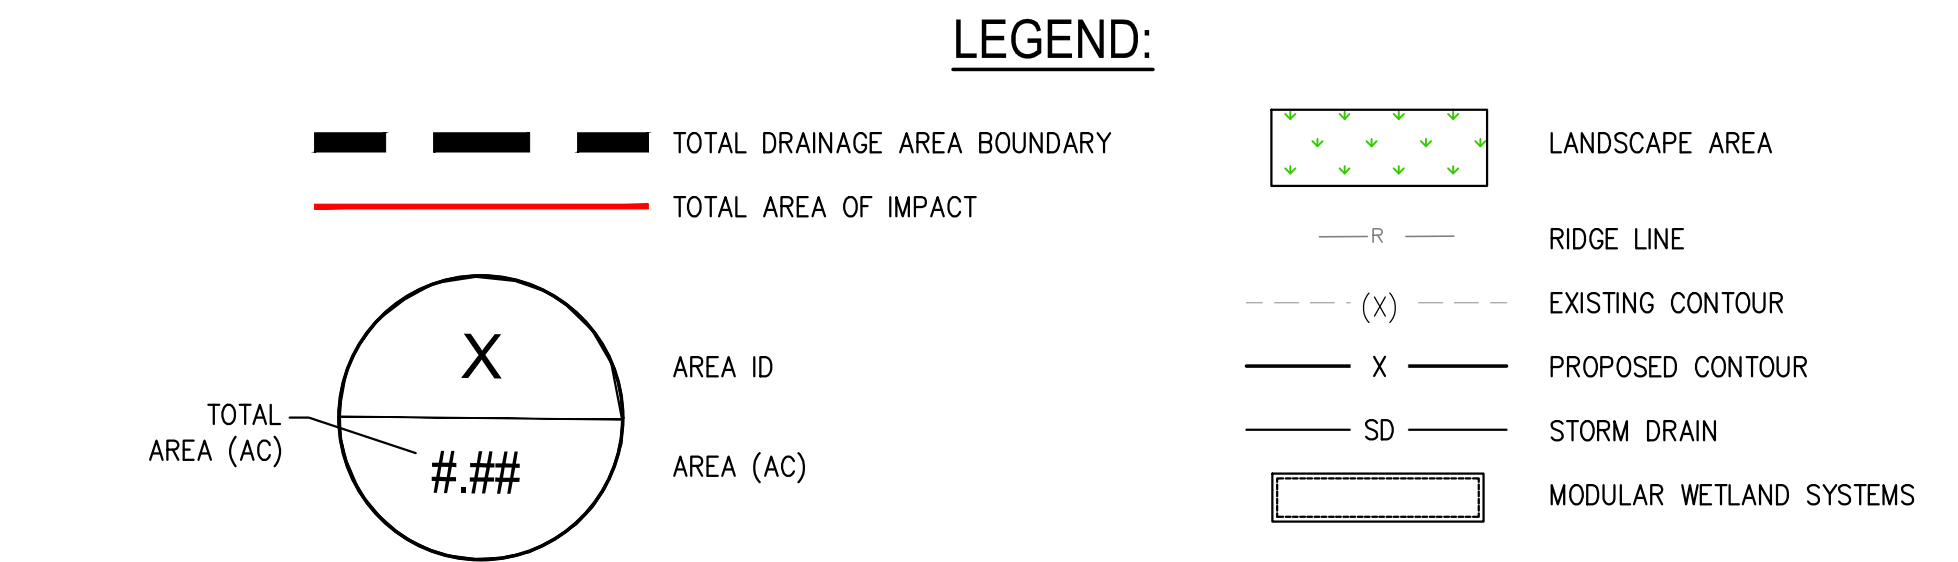 LEGEND:
TOTAL DRAINAGE AREA BOUNDARY
TOTAL AREA OF IMPACT
X
AREA ID
TOTAL
AREA (AC)
#.##
AREA (AC)
LANDSCAPE AREA
R
RIDGE LINE
(X)
EXISTING CONTOUR
X
PROPOSED CONTOUR
SD
STORM DRAIN
MODULAR WETLAND SYSTEMS